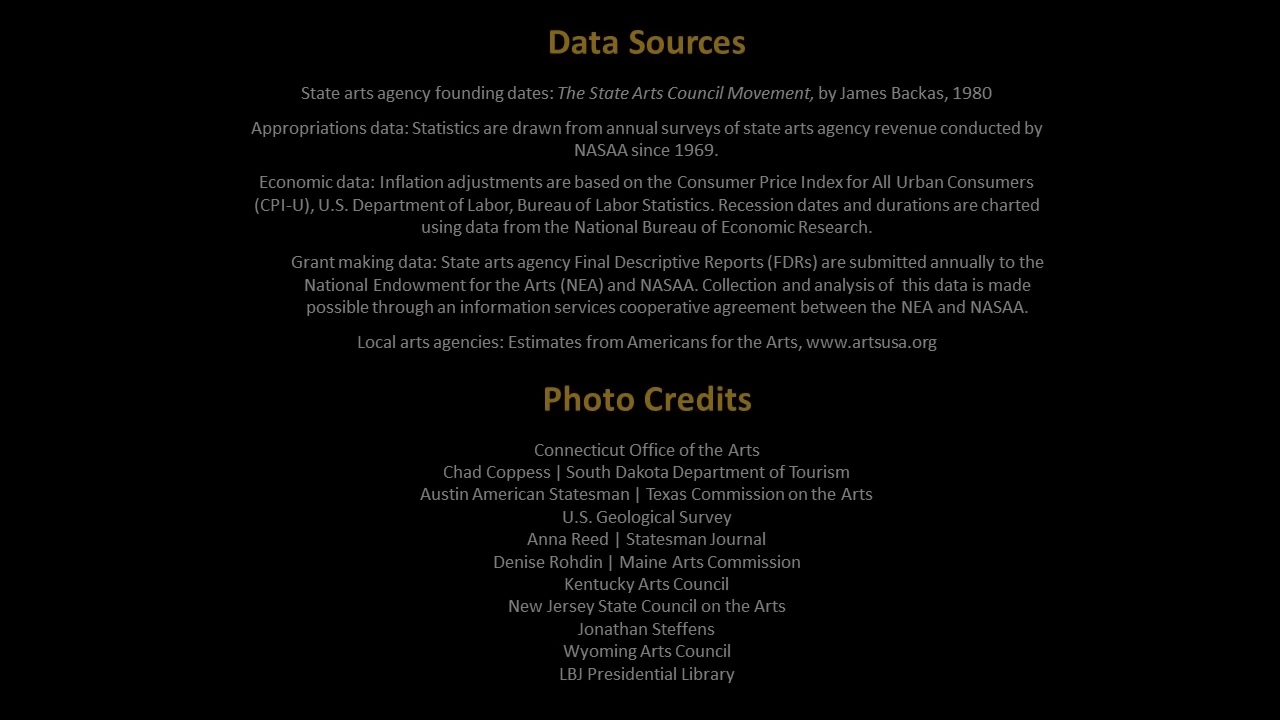 Data Sources
State arts agency founding dates: The State Arts Council Movement, by James Backas, 1980
Appropriations data: Statistics are drawn from annual surveys of state arts agency revenue conducted by
NASAA since 1969.
Economic data: Inflation adjustments are based on the Consumer Price Index for All Urban Consumers
(CPI-U), U.S. Department of Labor, Bureau of Labor Statistics. Recession dates and durations are charted
using data from the National Bureau of Economic Research.
Grant making data: State arts agency Final Descriptive Reports (FDRs) are submitted annually to the
National Endowment for the Arts (NEA) and NASAA. Collection and analysis of  this data is made
possible through an information services cooperative agreement between the NEA and NASAA.
Local arts agencies: Estimates from Americans for the Arts, www.artsusa.org
Photo Credits
Connecticut Office of the Arts
Chad Coppess | South Dakota Department of Tourism
Austin American Statesman | Texas Commission on the Arts
U.S. Geological Survey
Anna Reed | Statesman Journal
Denise Rohdin | Maine Arts Commission
Kentucky Arts Council
New Jersey State Council on the Arts
Jonathan Steffens
Wyoming Arts Council
LBJ Presidential Library